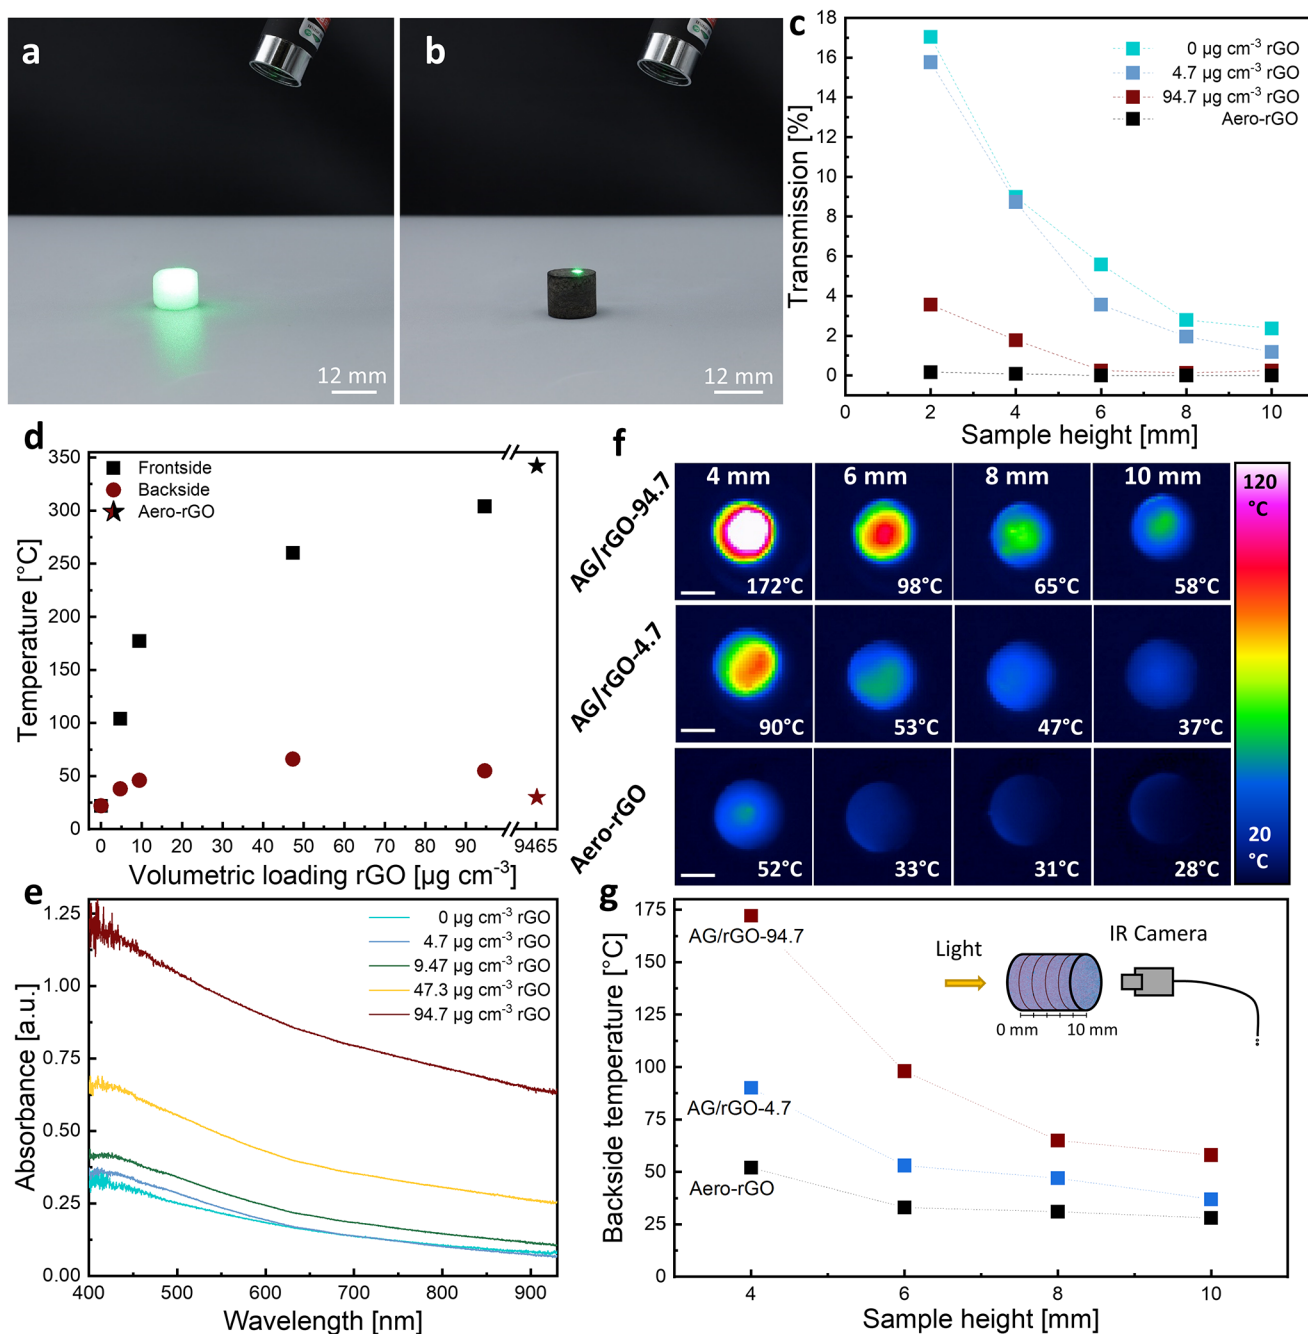 a
12 mm
b
12 mm
c
Transmission [%]
18
16
14
12
10
8
6
4
2
0
0 µg cm⁻³ rGO
4.7 µg cm⁻³ rGO
94.7 µg cm⁻³ rGO
Aero-rGO
0 2 4 6 8 10
Sample height [mm]
d
Temperature [°C]
350
300
250
200
150
100
50
0
Frontside
Backside
Aero-rGO
0 10 20 30 40 50 60 70 80 90 9465
Volumetric loading rGO [µg cm⁻³]
f
4 mm 6 mm 8 mm 10 mm
AG/rGO-94.7
172°C 98°C 65°C 58°C
AG/rGO-4.7
90°C 53°C 47°C 37°C
Aero-rGO
52°C 33°C 31°C 28°C
120
°C
20
°C
e
Absorbance [a.u.]
1.25
1.00
0.75
0.50
0.25
0.00
0 µg cm⁻³ rGO
4.7 µg cm⁻³ rGO
9.47 µg cm⁻³ rGO
47.3 µg cm⁻³ rGO
94.7 µg cm⁻³ rGO
400 500 600 700 800 900
Wavelength [nm]
g
Backside temperature [°C]
175
150
125
100
75
50
25
0
AG/rGO-94.7
AG/rGO-4.7
Aero-rGO
Light
IR Camera
0 mm 10 mm
4 6 8 10
Sample height [mm]